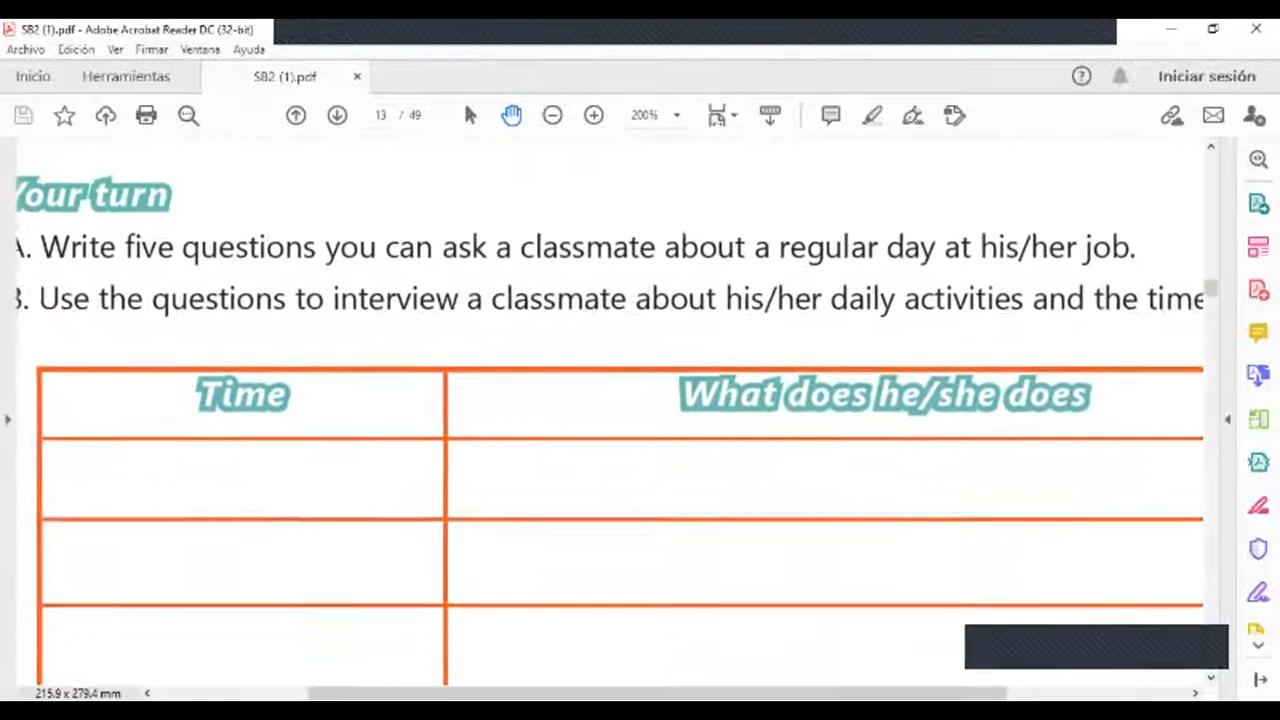 SB2 (1).pdf - Adobe Acrobat Reader DC (32-bit)
Archivo Edición Ver Firmar Ventana Ayuda
Inicio Herramientas SB2 (1).pdf × Iniciar sesión
13 / 49 200%
Your turn
A. Write five questions you can ask a classmate about a regular day at his/her job.
B. Use the questions to interview a classmate about his/her daily activities and the time
Time What does he/she does
215.9 x 279.4 mm